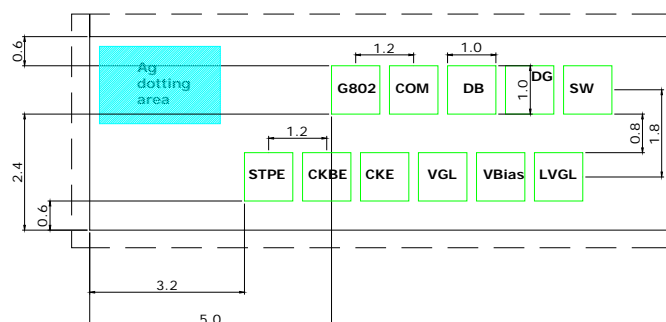 0.6
1.2
1.0
Ag
dotting
area
G802
COM
DB
1.0
DG
SW
0.8
1.8
2.4
1.2
STPE
CKBE
CKE
VGL
VBias
LVGL
0.6
3.2
5.0